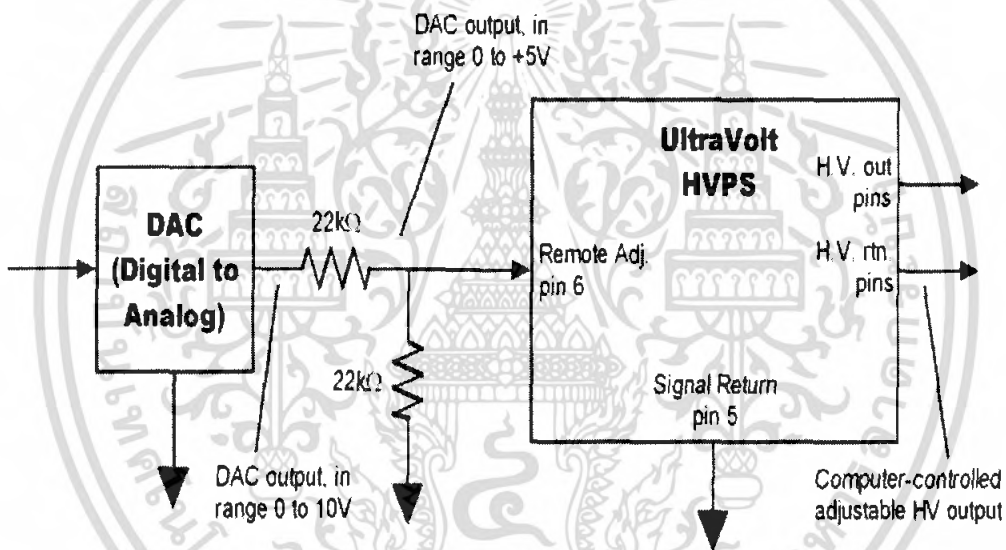 DAC output, in
range 0 to +5V
UltraVolt
HVPS
H.V. out
pins
DAC
(Digital to
Analog)
22kΩ
Remote Adj.
pin 6
H.V. rtn.
pins
22kΩ
Signal Return
pin 5
DAC output, in
range 0 to 10V
Computer-controlled
adjustable HV output